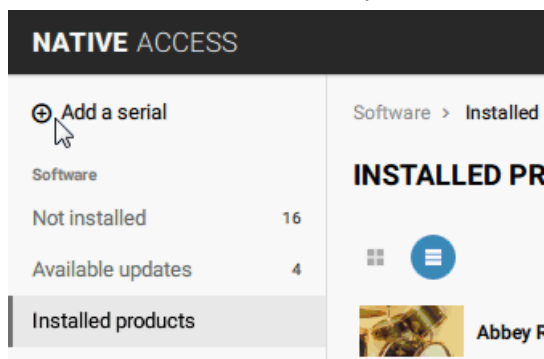 NATIVE ACCESS
Add a serial
Software > Installed
Software
INSTALLED PR
Not installed 16
Available updates 4
Installed products
Abbey R